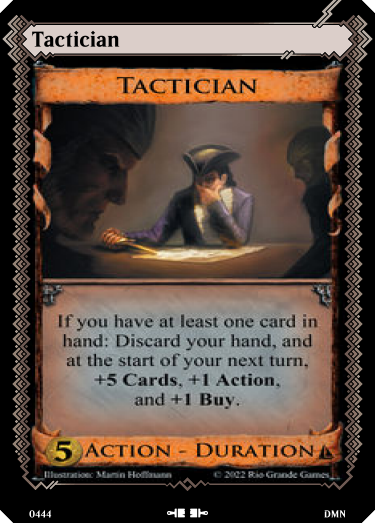 Tactician
TACTICIAN
If you have at least one card in
hand: Discard your hand, and
at the start of your next turn,
+5 Cards, +1 Action,
and +1 Buy.
5 ACTION - DURATION
Illustration: Martin Hoffmann © 2022 Rio Grande Games
0444 DMN